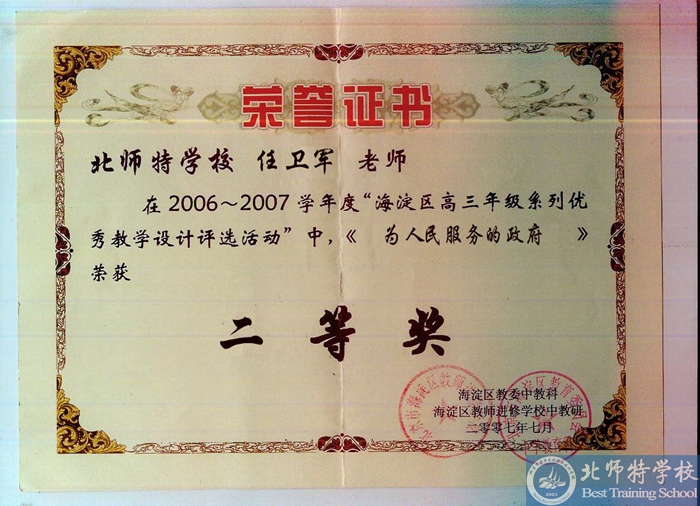 荣誉证书
北师特学校 任卫军 老师
在2006～2007学年度“海淀区高三年级系列优
秀教学设计评选活动”中，《 为人民服务的政府 》
荣获
二等奖
海淀区教委中教科
海淀区教师进修学校中教研
二〇〇七年七月
北师特学校
Best Training School